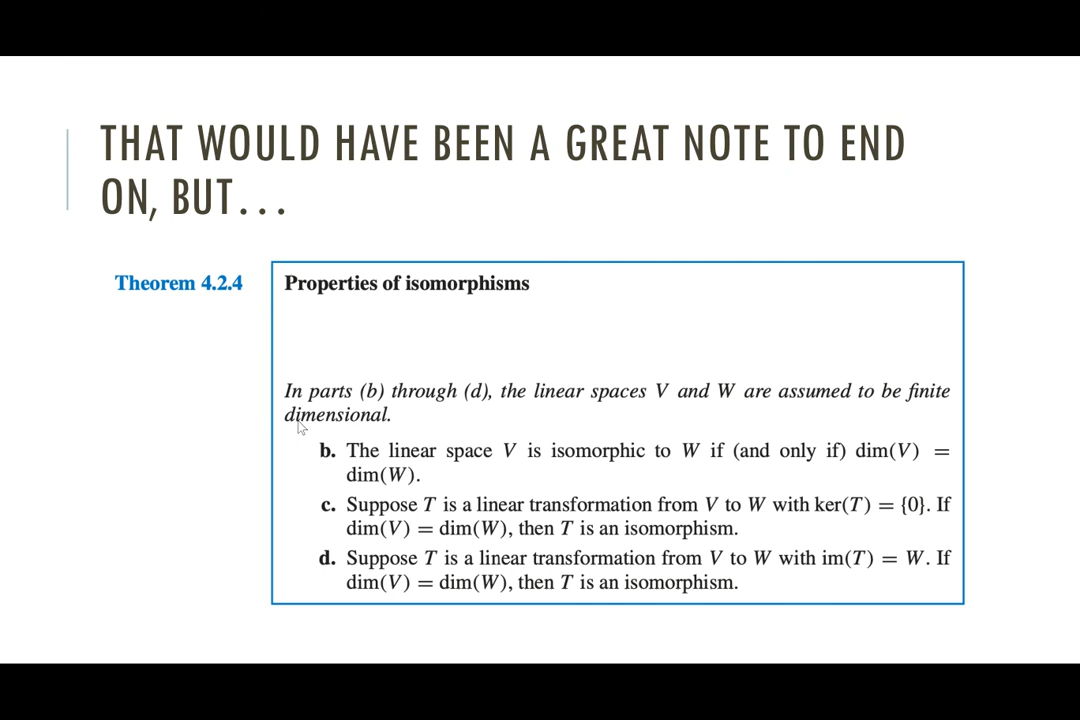 THAT WOULD HAVE BEEN A GREAT NOTE TO END
ON, BUT...
Theorem 4.2.4
Properties of isomorphisms
In parts (b) through (d), the linear spaces V and W are assumed to be finite
dimensional.
b. The linear space V is isomorphic to W if (and only if) dim(V) =
dim(W).
c. Suppose T is a linear transformation from V to W with ker(T) = {0}. If
dim(V) = dim(W), then T is an isomorphism.
d. Suppose T is a linear transformation from V to W with im(T) = W. If
dim(V) = dim(W), then T is an isomorphism.